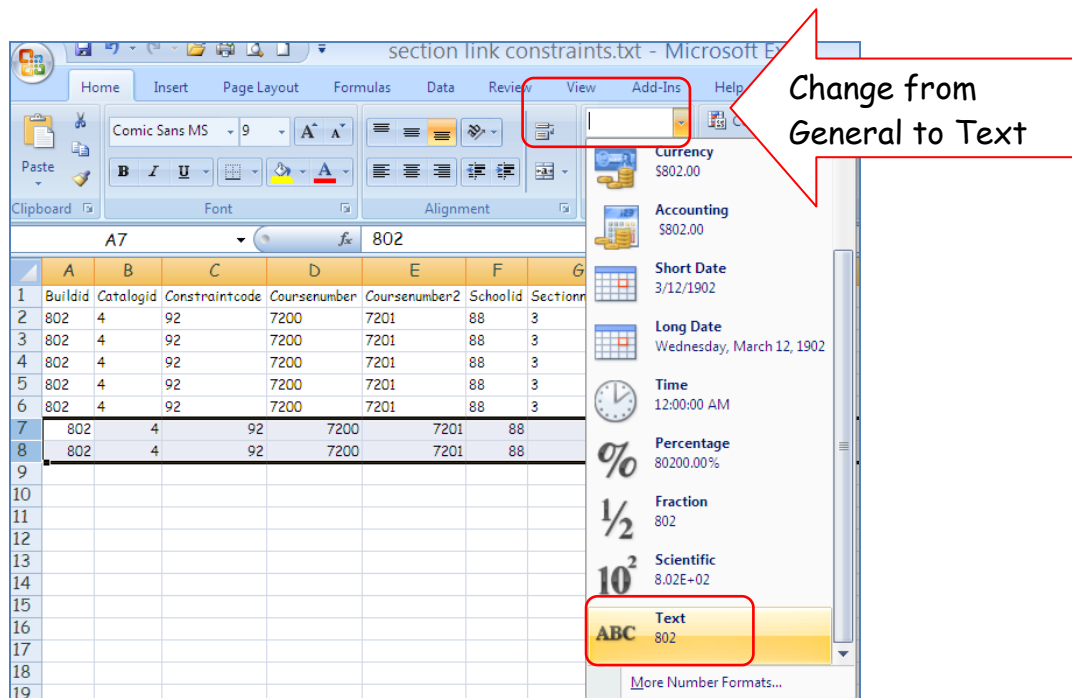 section link constraints.txt - Microsoft
Change from
General to Text
Home Insert Page Layout Formulas Data Review View Add-Ins Help
Paste
Comic Sans MS 9 A A
B I U A
Clipboard Font Alignment
A7 fx 802
Currency
$802.00
Accounting
$802.00
Short Date
3/12/1902
Long Date
Wednesday, March 12, 1902
Time
12:00:00 AM
Percentage
80200.00%
Fraction
802
Scientific
8.02E+02
ABC Text
802
More Number Formats...
A B C D E F G
1 Buildid Catalogid Constraintcode Coursenumber Coursenumber2 Schoolid
2 802 4 92 7200 7201 88 3
3 802 4 92 7200 7201 88 3
4 802 4 92 7200 7201 88 3
5 802 4 92 7200 7201 88 3
6 802 4 92 7200 7201 88 3
7 802 4 92 7200 7201 88
8 802 4 92 7200 7201 88
9
10
11
12
13
14
15
16
17
18
19